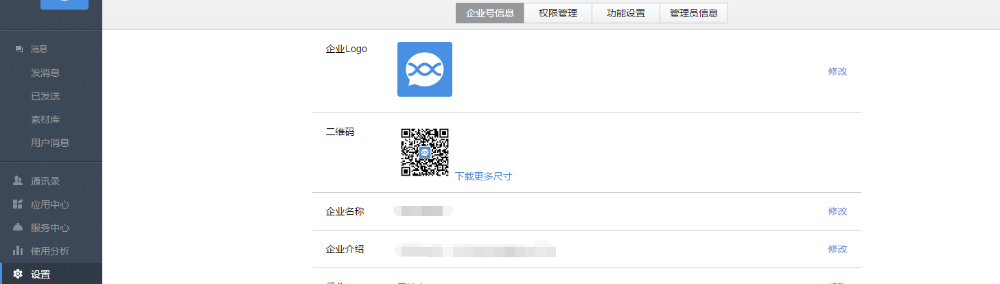 企业号信息 权限管理 功能设置 管理员信息
消息
发消息
已发送
素材库
用户消息
通讯录
应用中心
服务中心
使用分析
设置
企业Logo
修改
二维码
下载更多尺寸
企业名称
修改
企业介绍
修改